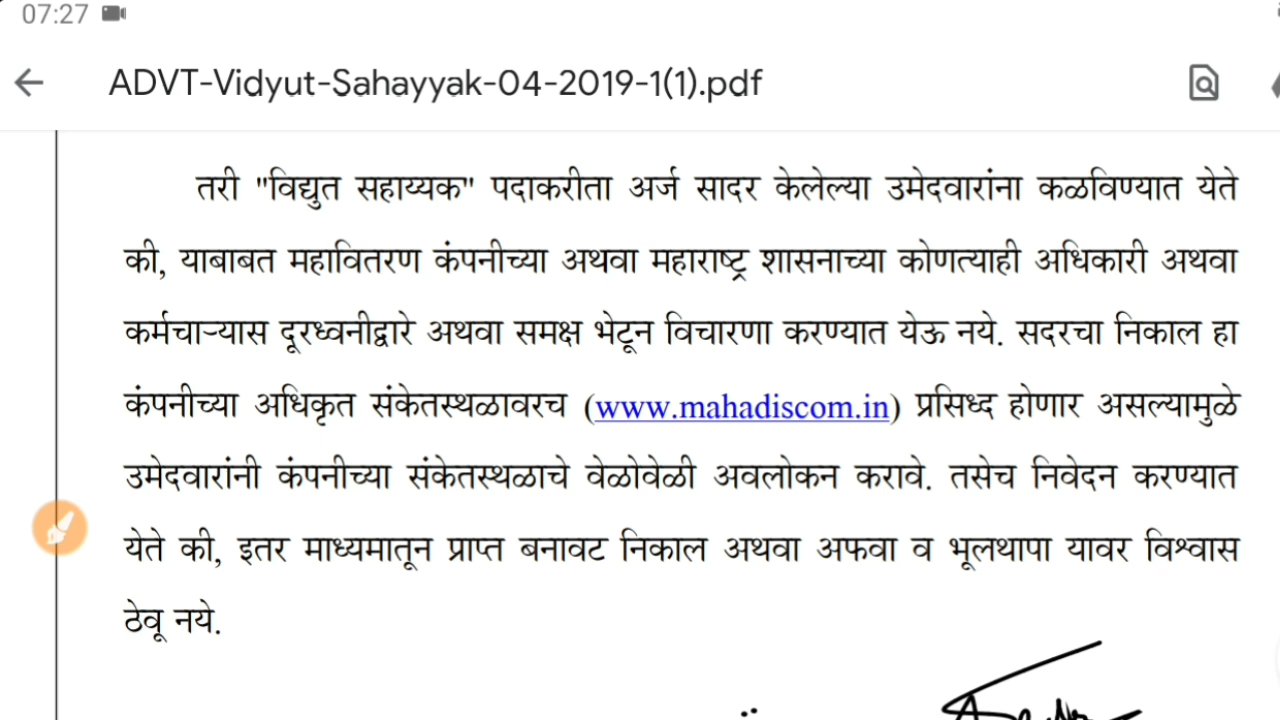 07:27
ADVT-Vidyut-Sahayyak-04-2019-1(1).pdf
तरी "विद्युत सहाय्यक" पदाकरीता अर्ज सादर केलेल्या उमेदवारांना कळविण्यात येते
की, याबाबत महावितरण कंपनीच्या अथवा महाराष्ट्र शासनाच्या कोणत्याही अधिकारी अथवा
कर्मचाऱ्यास दूरध्वनीद्वारे अथवा समक्ष भेटून विचारणा करण्यात येऊ नये. सदरचा निकाल हा
कंपनीच्या अधिकृत संकेतस्थळावरच (www.mahadiscom.in) प्रसिध्द होणार असल्यामुळे
उमेदवारांनी कंपनीच्या संकेतस्थळाचे वेळोवेळी अवलोकन करावे. तसेच निवेदन करण्यात
येते की, इतर माध्यमातून प्राप्त बनावट निकाल अथवा अफवा व भूलथापा यावर विश्वास
ठेवू नये.